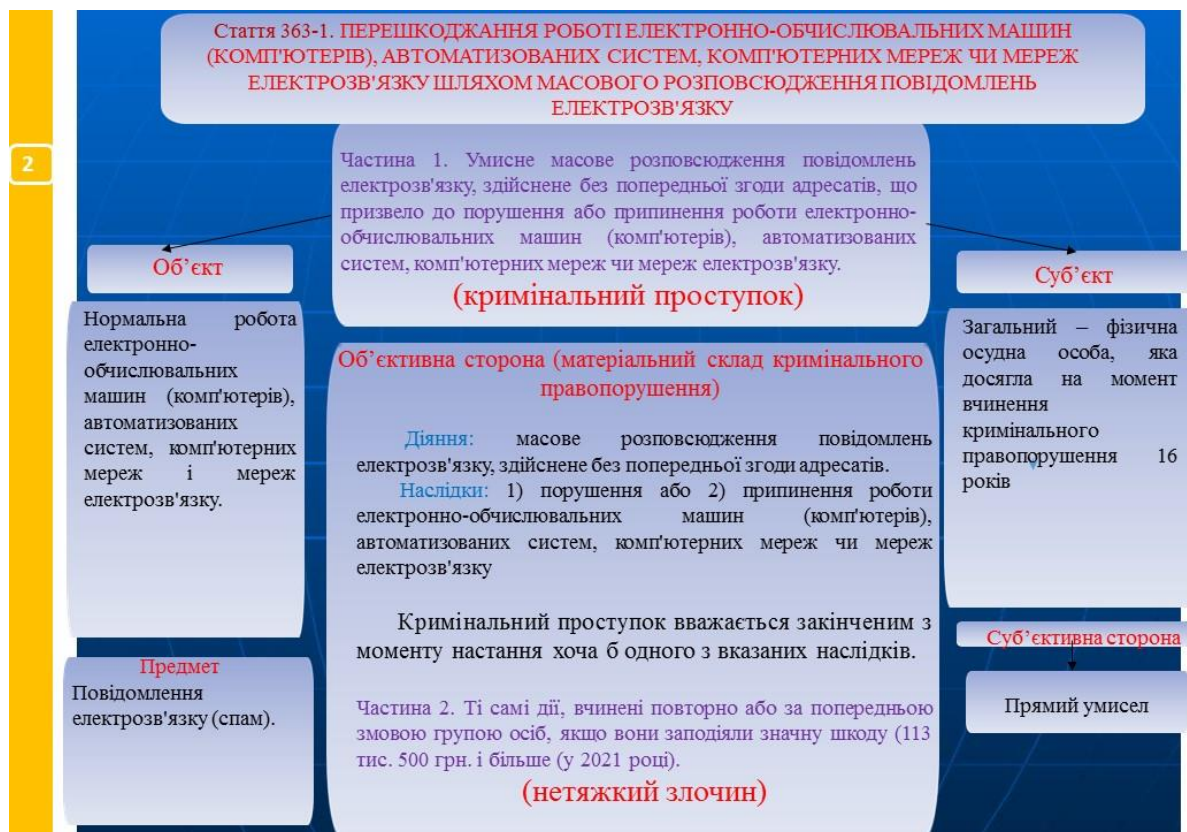 Стаття 363-1. ПЕРЕШКОДЖАННЯ РОБОТІ ЕЛЕКТРОННО-ОБЧИСЛЮВАЛЬНИХ МАШИН
(КОМП'ЮТЕРІВ), АВТОМАТИЗОВАНИХ СИСТЕМ, КОМП'ЮТЕРНИХ МЕРЕЖ ЧИ МЕРЕЖ
ЕЛЕКТРОЗВ'ЯЗКУ ШЛЯХОМ МАСОВОГО РОЗПОВСЮДЖЕННЯ ПОВІДОМЛЕНЬ
ЕЛЕКТРОЗВ'ЯЗКУ
2
Частина 1. Умисне масове розповсюдження повідомлень
електрозв'язку, здійснене без попередньої згоди адресатів, що
призвело до порушення або припинення роботи електронно-
обчислювальних машин (комп'ютерів), автоматизованих
систем, комп'ютерних мереж чи мереж електрозв'язку.
(кримінальний проступок)
Об’єкт
Нормальна робота
електронно-
обчислювальних
машин (комп'ютерів),
автоматизованих
систем, комп'ютерних
мереж і мереж
електрозв'язку.
Предмет
Повідомлення
електрозв'язку (спам).
Об’єктивна сторона (матеріальний склад кримінального
правопорушення)
Діяння: масове розповсюдження повідомлень
електрозв'язку, здійснене без попередньої згоди адресатів.
Наслідки: 1) порушення або 2) припинення роботи
електронно-обчислювальних машин (комп'ютерів),
автоматизованих систем, комп'ютерних мереж чи мереж
електрозв'язку
Кримінальний проступок вважається закінченим з
моменту настання хоча б одного з вказаних наслідків.
Частина 2. Ті самі дії, вчинені повторно або за попередньою
змовою групою осіб, якщо вони заподіяли значну шкоду (113
тис. 500 грн. і більше (у 2021 році).
(нетяжкий злочин)
Суб’єкт
Загальний – фізична
осудна особа, яка
досягла на момент
вчинення
кримінального
правопорушення 16
років
Суб’єктивна сторона
Прямий умисел